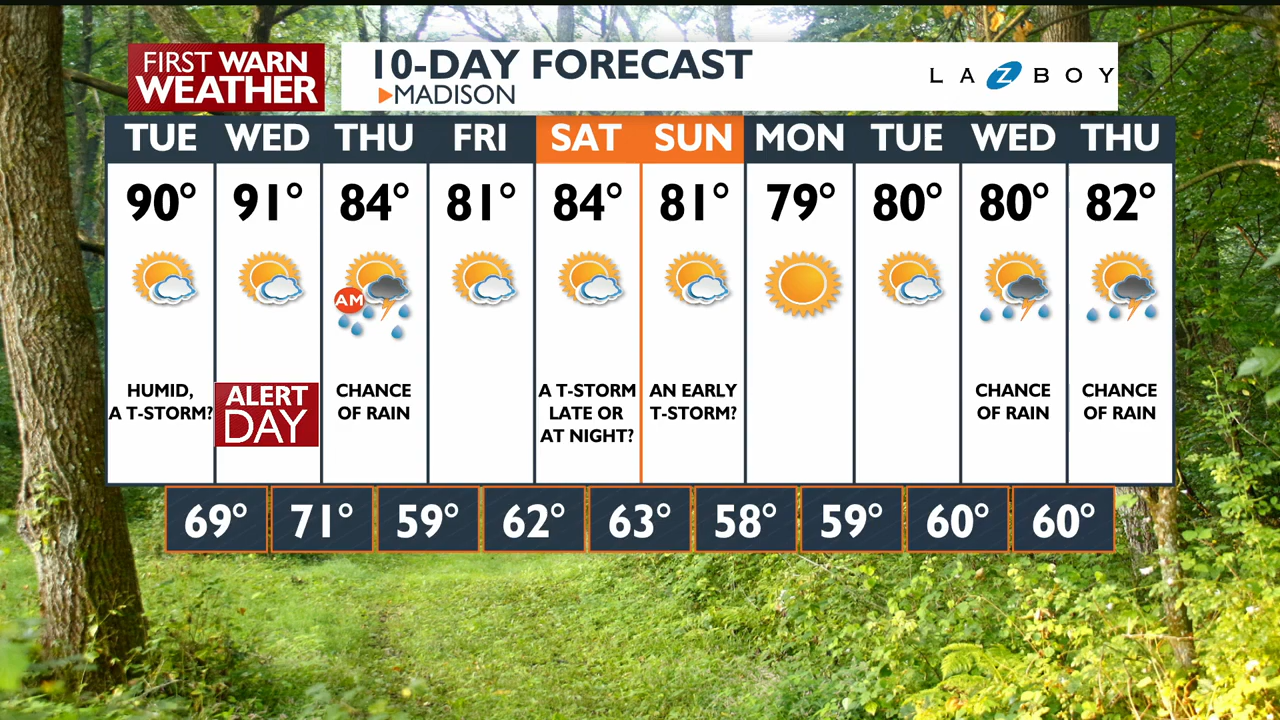 FIRST WARN
WEATHER
10-DAY FORECAST
MADISON
LA Z BOY
TUE WED THU FRI SAT SUN MON TUE WED THU
90° 91° 84° 81° 84° 81° 79° 80° 80° 82°
AM
HUMID,
A T-STORM?
ALERT
DAY
CHANCE
OF RAIN
A T-STORM
LATE OR
AT NIGHT?
AN EARLY
T-STORM?
CHANCE
OF RAIN
CHANCE
OF RAIN
69° 71° 59° 62° 63° 58° 59° 60° 60°